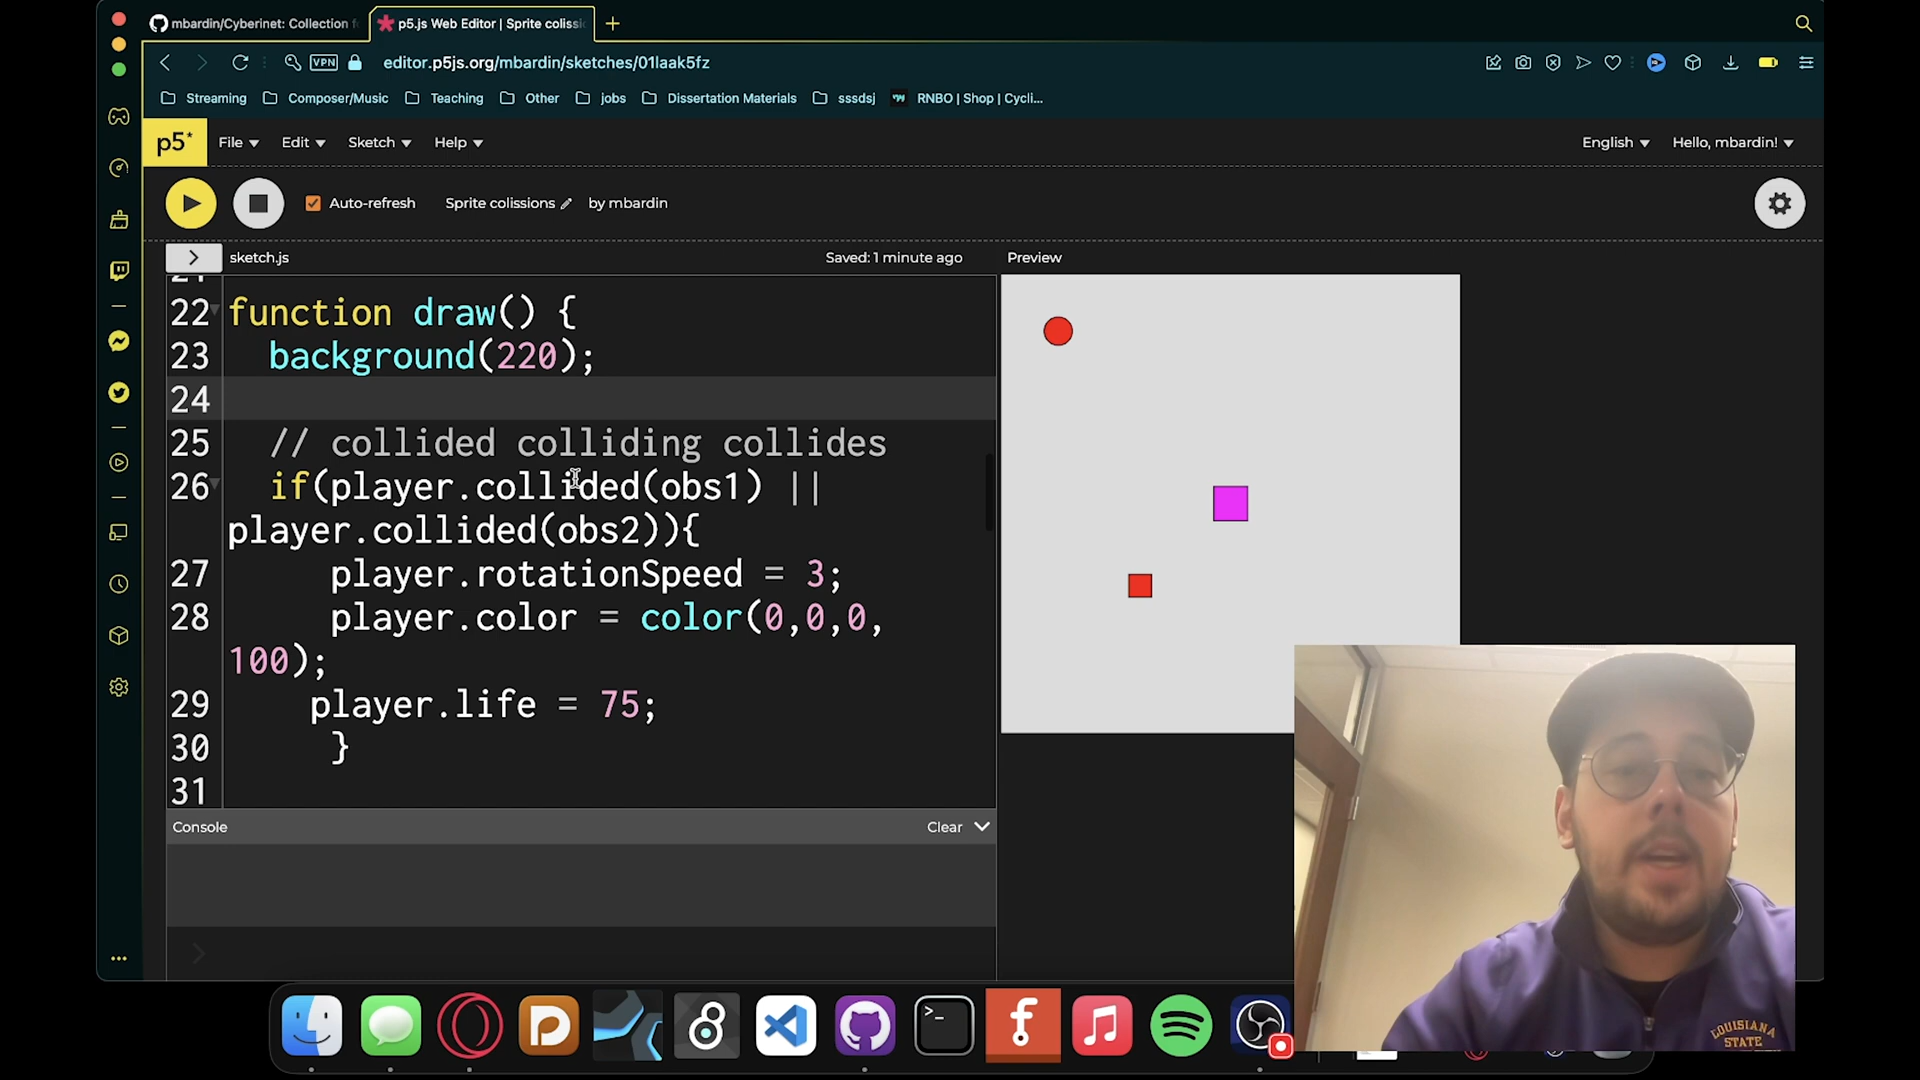 mbardin/Cyberinet: Collection f
p5.js Web Editor | Sprite colissi
VPN
editor.p5js.org/mbardin/sketches/01laak5fz
Streaming Composer/Music Teaching Other jobs Dissertation Materials sssdsj RNBO | Shop | Cycli...
p5* File Edit Sketch Help English Hello, mbardin!
Auto-refresh Sprite colissions by mbardin
sketch.js Saved: 1 minute ago Preview
22 function draw() {
23 background(220);
24
25 // collided colliding collides
26 if(player.collided(obs1) ||
player.collided(obs2)){
27 player.rotationSpeed = 3;
28 player.color = color(0,0,0,
100);
29 player.life = 75;
30 }
31
Console Clear
>
LOUISIANA
STATE